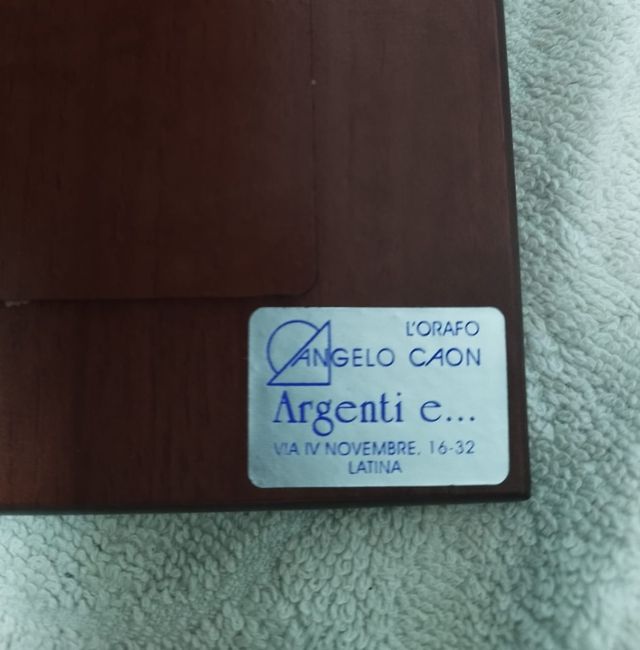 L'ORAFO
ANGELO CAON
Argenti e...
VIA IV NOVEMBRE, 16-32
LATINA